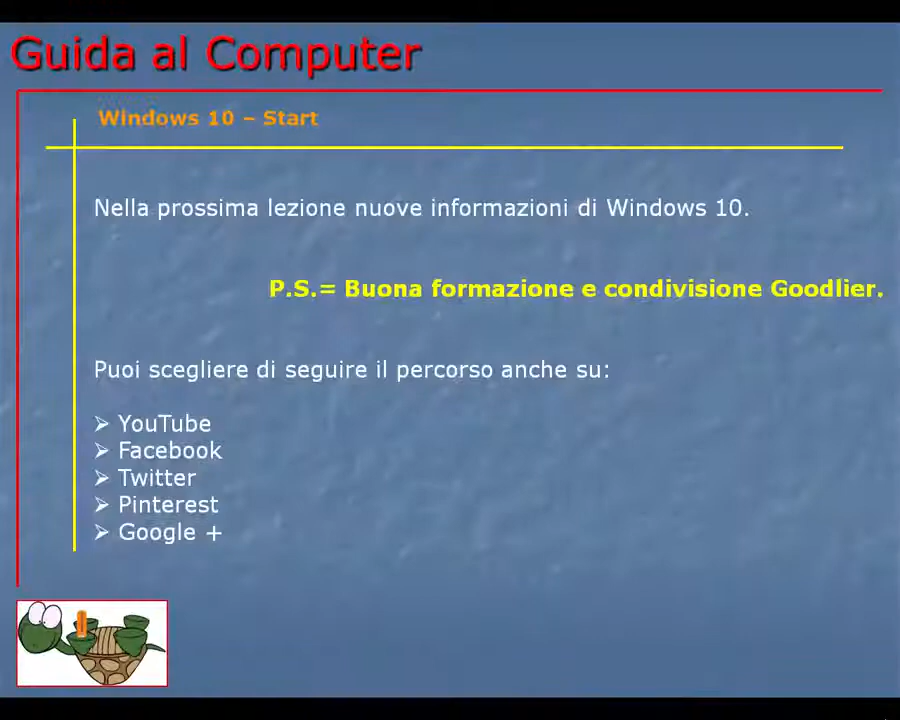 Guida al Computer
Windows 10 – Start
Nella prossima lezione nuove informazioni di Windows 10.
P.S.= Buona formazione e condivisione Goodlier.
Puoi scegliere di seguire il percorso anche su:
➢ YouTube
➢ Facebook
➢ Twitter
➢ Pinterest
➢ Google +